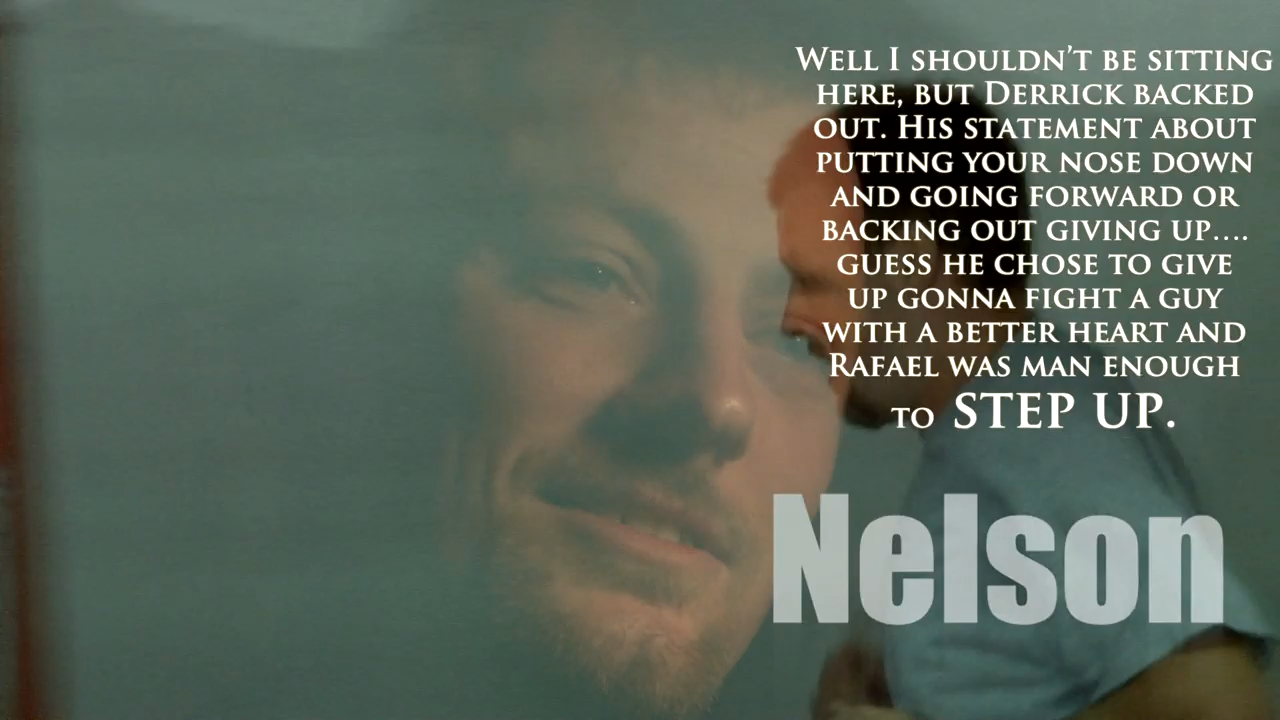 Well I shouldn't be sitting
here, but Derrick backed
out. His statement about
putting your nose down
and going forward or
backing out giving up....
guess he chose to give
up gonna fight a guy
with a better heart and
Rafael was man enough
to STEP UP.
Nelson